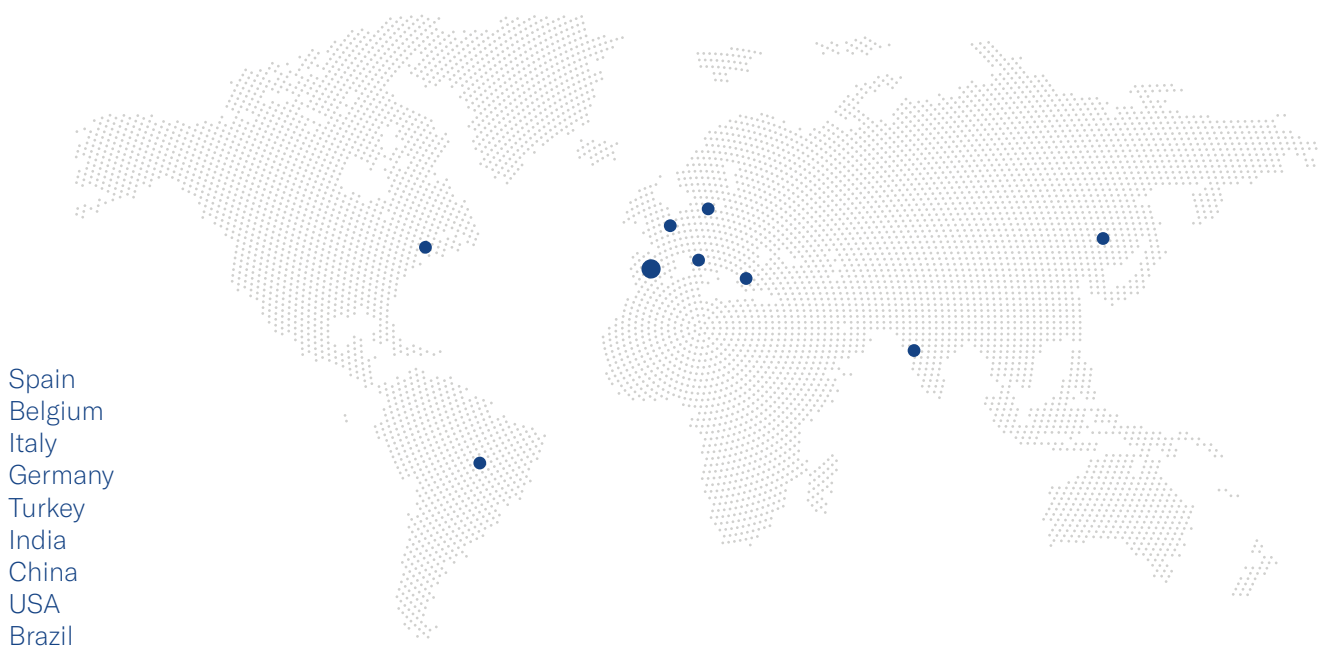 Spain
Belgium
Italy
Germany
Turkey
India
China
USA
Brazil